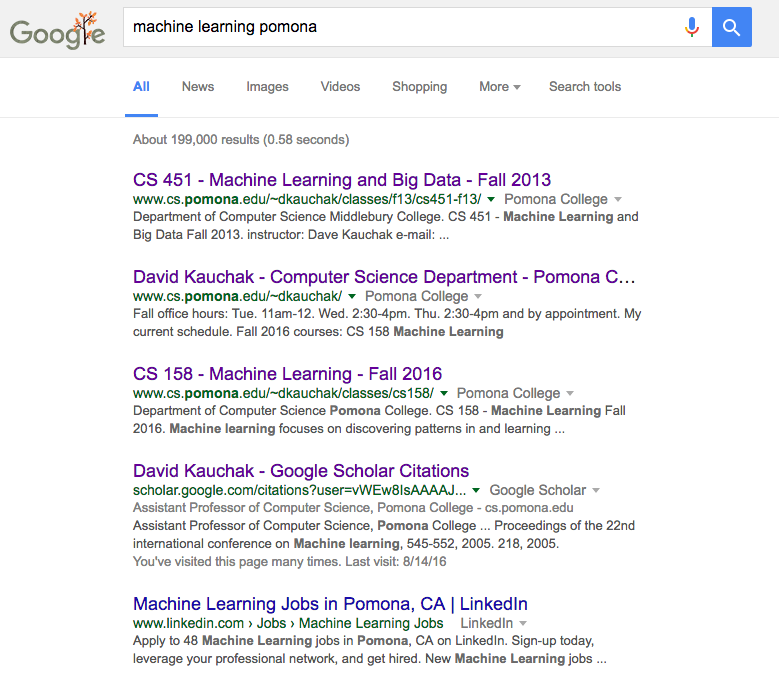 Google
machine learning pomona
All News Images Videos Shopping More Search tools
About 199,000 results (0.58 seconds)
CS 451 - Machine Learning and Big Data - Fall 2013
www.cs.pomona.edu/~dkauchak/classes/f13/cs451-f13/ Pomona College
Department of Computer Science Middlebury College. CS 451 - Machine Learning and
Big Data Fall 2013. instructor: Dave Kauchak e-mail: ...
David Kauchak - Computer Science Department - Pomona C...
www.cs.pomona.edu/~dkauchak/ Pomona College
Fall office hours: Tue. 11am-12. Wed. 2:30-4pm. Thu. 2:30-4pm and by appointment. My
current schedule. Fall 2016 courses: CS 158 Machine Learning
CS 158 - Machine Learning - Fall 2016
www.cs.pomona.edu/~dkauchak/classes/cs158/ Pomona College
Department of Computer Science Pomona College. CS 158 - Machine Learning Fall
2016. Machine learning focuses on discovering patterns in and learning ...
David Kauchak - Google Scholar Citations
scholar.google.com/citations?user=vWEw8IsAAAAJ... Google Scholar
Assistant Professor of Computer Science, Pomona College - cs.pomona.edu
Assistant Professor of Computer Science, Pomona College ... Proceedings of the 22nd
international conference on Machine learning, 545-552, 2005. 218, 2005.
You've visited this page many times. Last visit: 8/14/16
Machine Learning Jobs in Pomona, CA | LinkedIn
www.linkedin.com › Jobs › Machine Learning Jobs LinkedIn
Apply to 48 Machine Learning jobs in Pomona, CA on LinkedIn. Sign-up today,
leverage your professional network, and get hired. New Machine Learning jobs ...